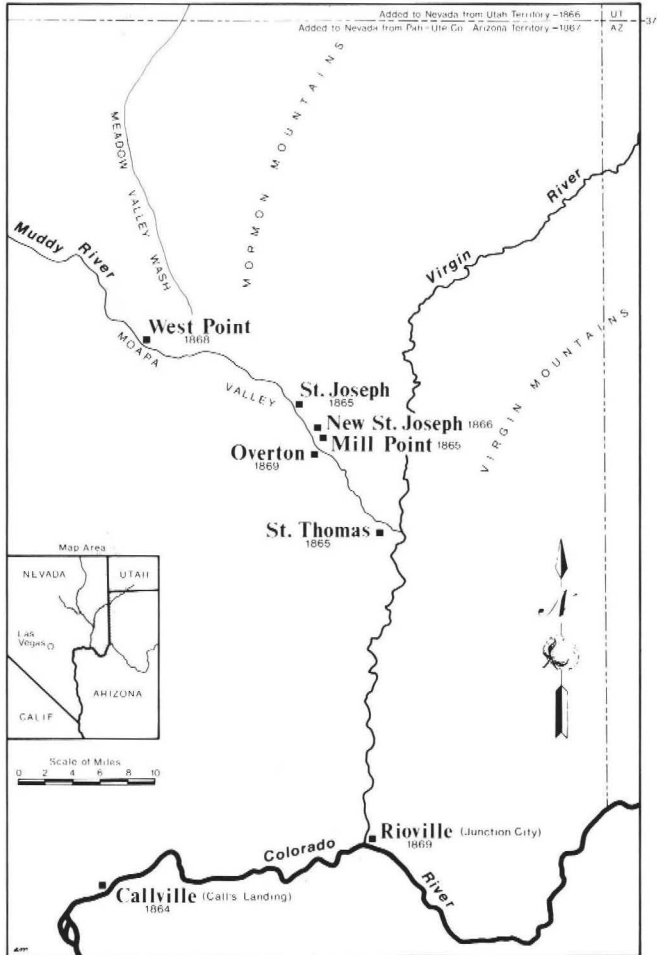 Added to Nevada from Utah Territory –1866 UT
Added to Nevada from Pah-Ute Co. Arizona Territory –1867 AZ
37
MEADOW VALLEY WASH
MORMON MOUNTAINS
Muddy River
Virgin River
West Point
1868
MOAPA VALLEY
VIRGIN MOUNTAINS
St. Joseph
1865
New St. Joseph 1866
Mill Point 1865
Overton
1869
St. Thomas
1865
Map Area
NEVADA
UTAH
Las Vegas
ARIZONA
CALIF
Scale of Miles
0 2 4 6 8 10
Rioville (Junction City)
1869
Colorado River
Callville (Call's Landing)
1864